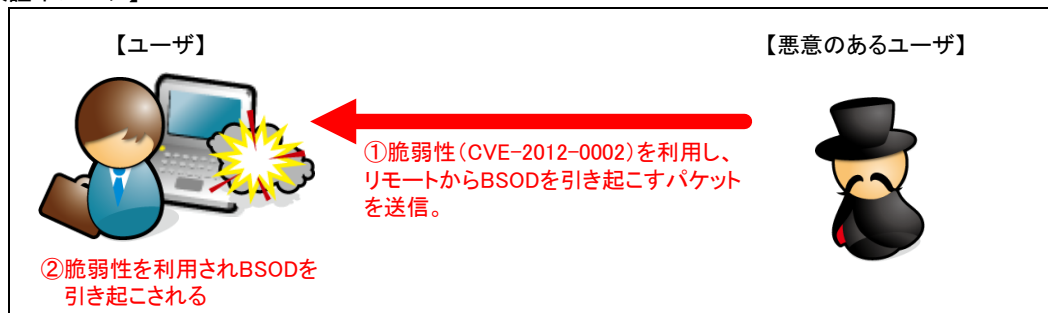 【ユーザ】
【悪意のあるユーザ】
①脆弱性(CVE-2012-0002)を利用し、
リモートからBSODを引き起こすパケット
を送信。
②脆弱性を利用されBSODを
引き起こされる